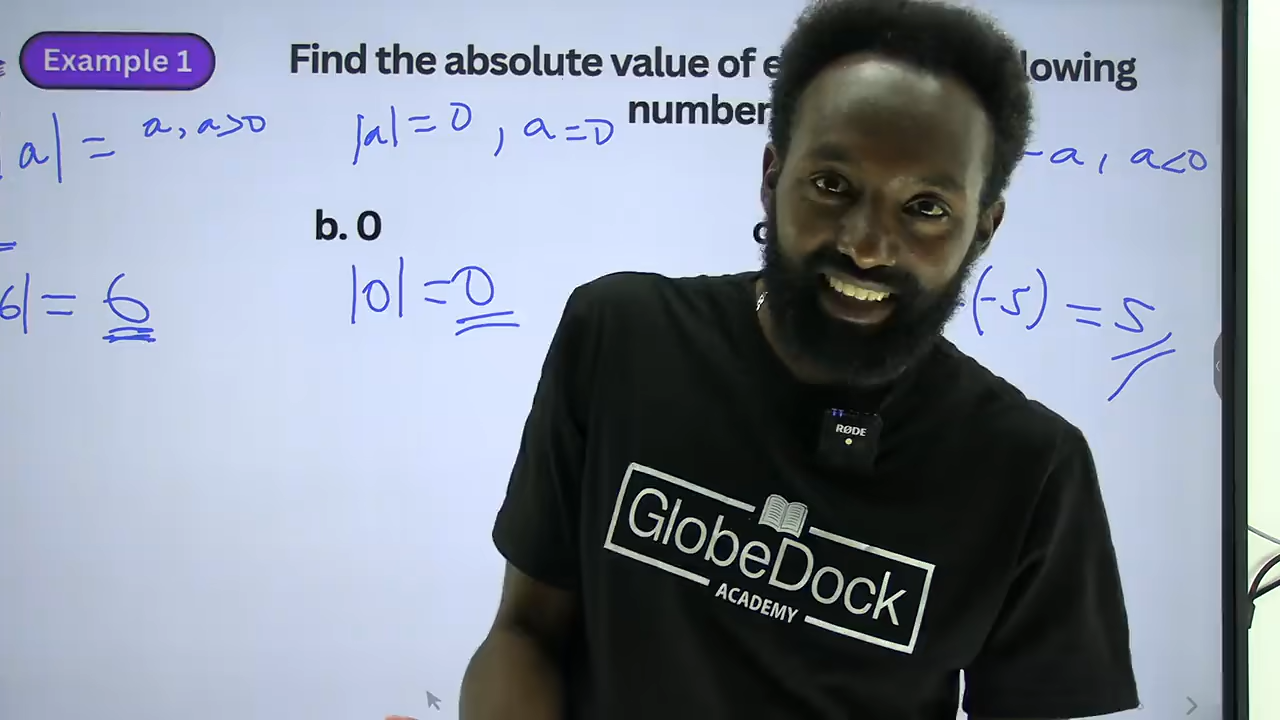 Example 1
Find the absolute value of e lowing
number
a| = a, a>0
|a| = 0, a=0
-a, a<0
b. 0
6| = 6
|0| = 0
(-5) = 5
RØDE
GlobeDock
ACADEMY